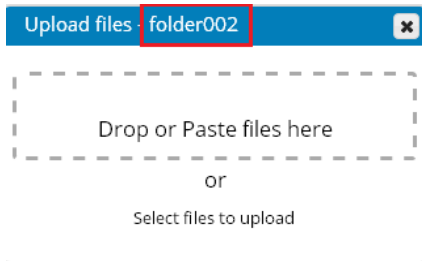 Upload files - folder002
Drop or Paste files here
or
Select files to upload